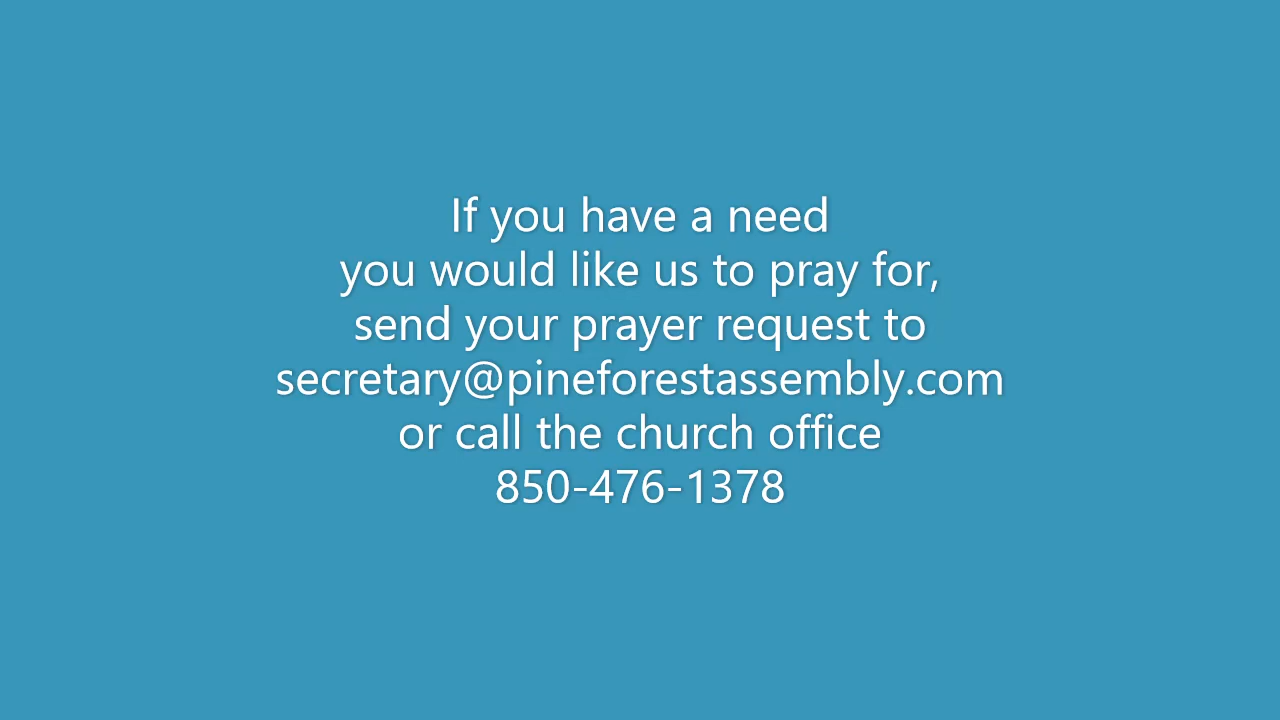 If you have a need
you would like us to pray for,
send your prayer request to
secretary@pineforestassembly.com
or call the church office
850-476-1378